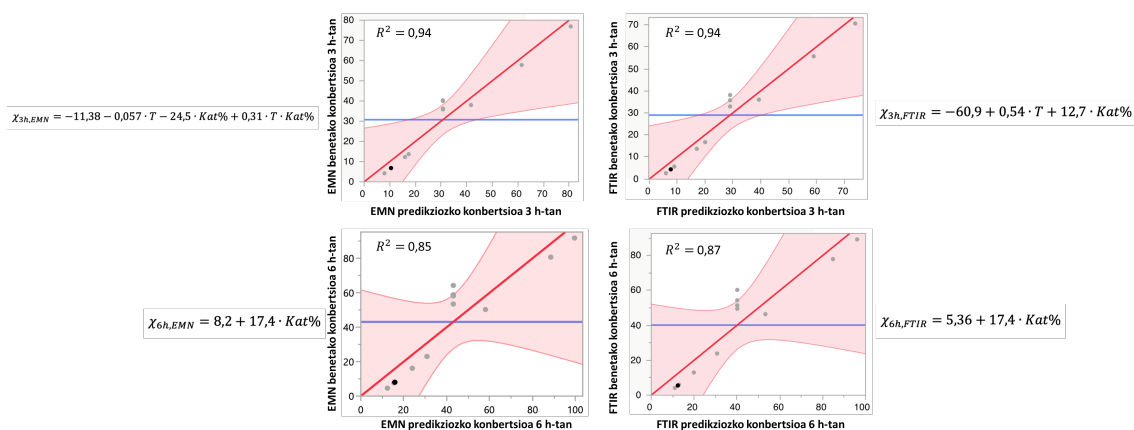 80
70
60
50
40
30
20
10
0
R² = 0,94
EMN benetako konbertsioa 3 h-tan
0 10 20 30 40 50 60 70 80
EMN predikziozko konbertsioa 3 h-tan
χ3h,EMN = −11,38 − 0,057 · T − 24,5 · Kat% + 0,31 · T · Kat%
70
60
50
40
30
20
10
0
R² = 0,94
FTIR benetako konbertsioa 3 h-tan
0 10 20 30 40 50 60 70
FTIR predikziozko konbertsioa 3 h-tan
χ3h,FTIR = −60,9 + 0,54 · T + 12,7 · Kat%
80
60
40
20
0
R² = 0,85
EMN benetako konbertsioa 6 h-tan
0 20 40 60 80 100
EMN predikziozko konbertsioa 6 h-tan
χ6h,EMN = 8,2 + 17,4 · Kat%
80
60
40
20
0
R² = 0,87
FTIR benetako konbertsioa 6 h-tan
0 20 40 60 80 100
FTIR predikziozko konbertsioa 6 h-tan
χ6h,FTIR = 5,36 + 17,4 · Kat%